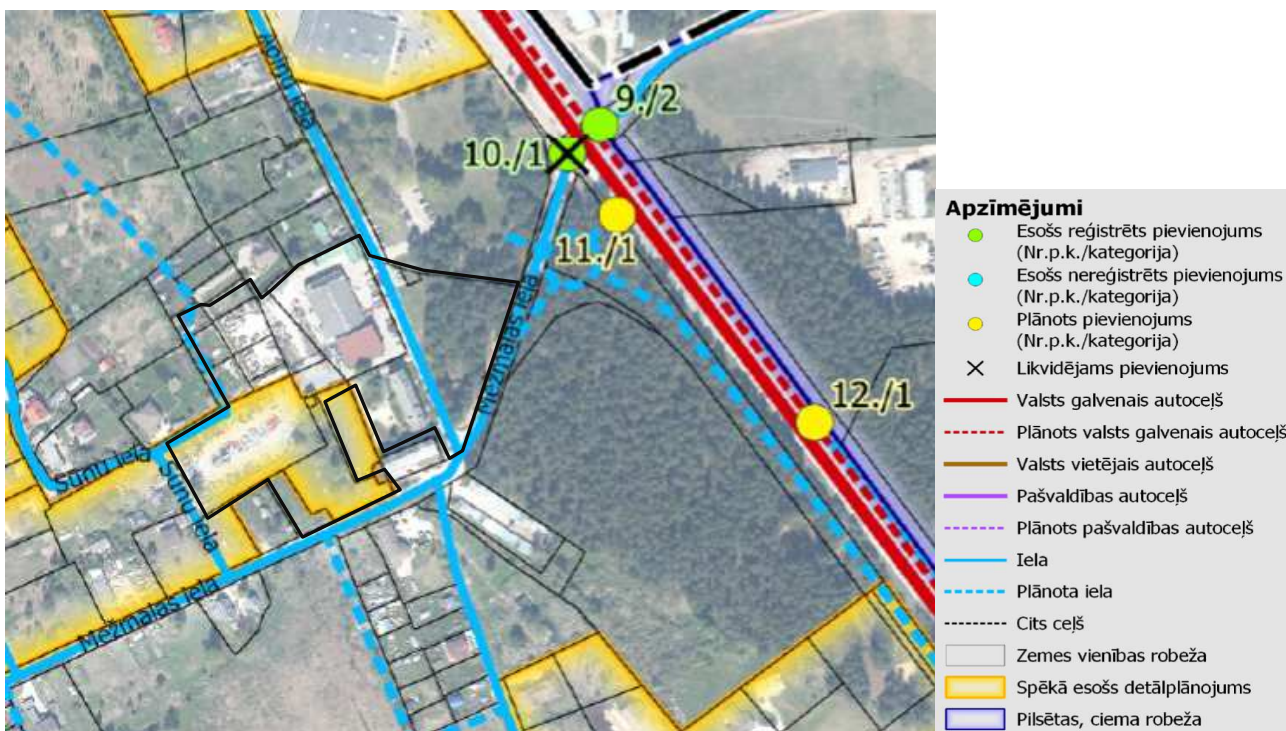 Apiņu iela
9./2
10./1
11./1
Mežmalas iela
12./1
Suņu iela
Suņu iela
Mežmalas iela
Apzīmējumi
Esošs reģistrēts pievienojums
(Nr.p.k./kategorija)
Esošs nereģistrēts pievienojums
(Nr.p.k./kategorija)
Plānots pievienojums
(Nr.p.k./kategorija)
Likvidējams pievienojums
Valsts galvenais autoceļš
Plānots valsts galvenais autoceļš
Valsts vietējais autoceļš
Pašvaldības autoceļš
Plānots pašvaldības autoceļš
Iela
Plānota iela
Cits ceļš
Zemes vienības robeža
Spēkā esošs detālplānojums
Pilsētas, ciema robeža